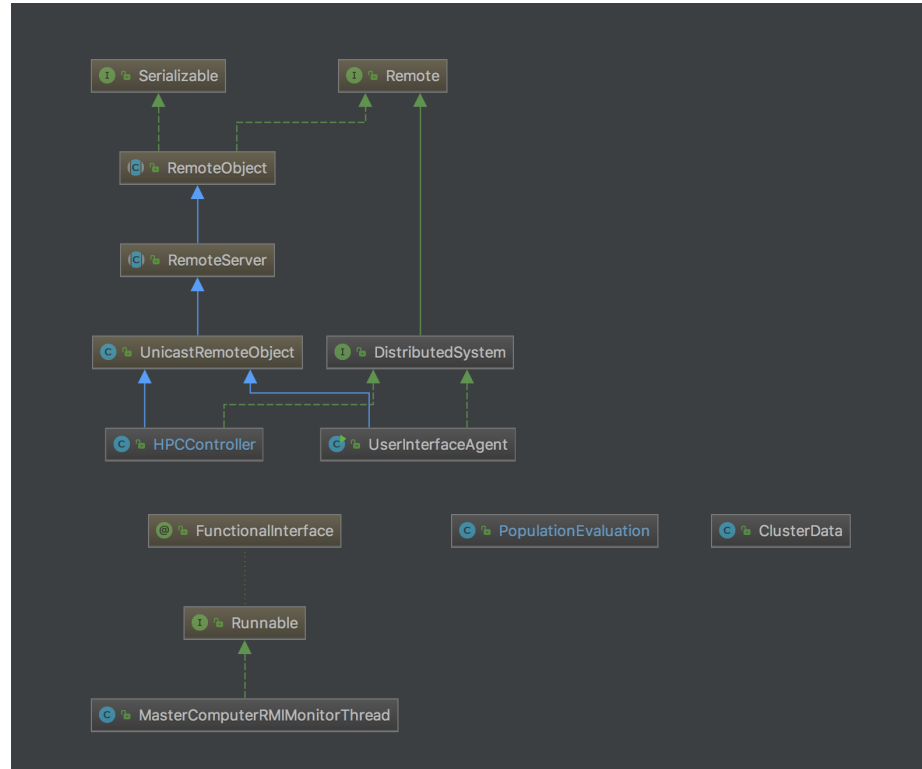 Serializable
Remote
RemoteObject
RemoteServer
UnicastRemoteObject
DistributedSystem
HPCController
UserInterfaceAgent
FunctionalInterface
PopulationEvaluation
ClusterData
Runnable
MasterComputerRMIMonitorThread